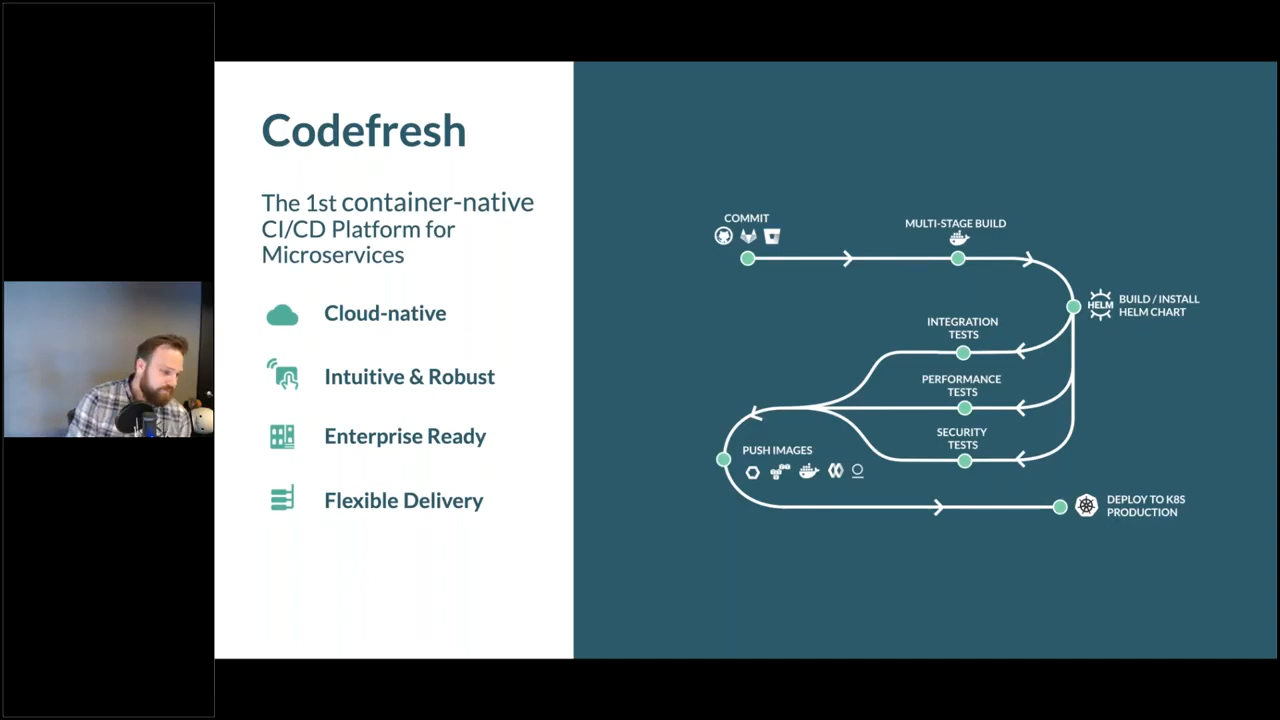 Codefresh
The 1st container-native
CI/CD Platform for
Microservices
Cloud-native
Intuitive & Robust
Enterprise Ready
Flexible Delivery
COMMIT
MULTI-STAGE BUILD
HELM
BUILD / INSTALL
HELM CHART
INTEGRATION
TESTS
PERFORMANCE
TESTS
SECURITY
TESTS
PUSH IMAGES
DEPLOY TO K8S
PRODUCTION